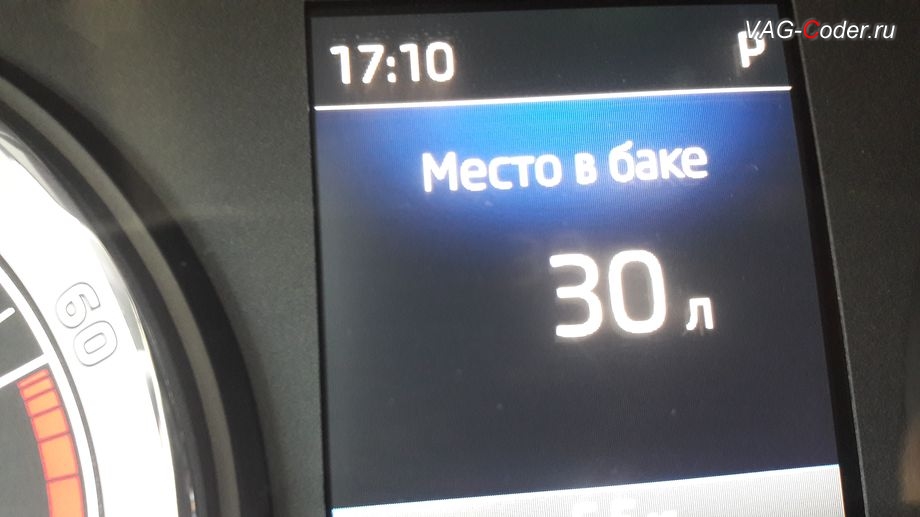 VAG-Coder.ru
17:10 P
Место в баке
30 л
60